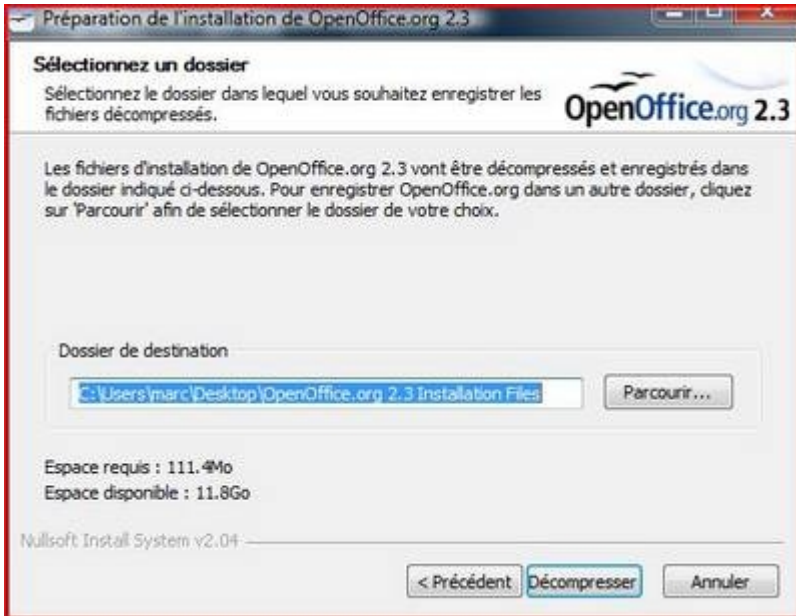 Préparation de l'installation de OpenOffice.org 2.3
Sélectionnez un dossier
Sélectionnez le dossier dans lequel vous souhaitez enregistrer les
fichiers décompressés.
OpenOffice.org 2.3
Les fichiers d'installation de OpenOffice.org 2.3 vont être décompressés et enregistrés dans
le dossier indiqué ci-dessous. Pour enregistrer OpenOffice.org dans un autre dossier, cliquez
sur 'Parcourir' afin de sélectionner le dossier de votre choix.
Dossier de destination
C:\Users\marc\Desktop\OpenOffice.org 2.3 Installation Files
Parcourir...
Espace requis : 111.4Mo
Espace disponible : 11.8Go
Nullsoft Install System v2.04
< Précédent
Décompresser
Annuler